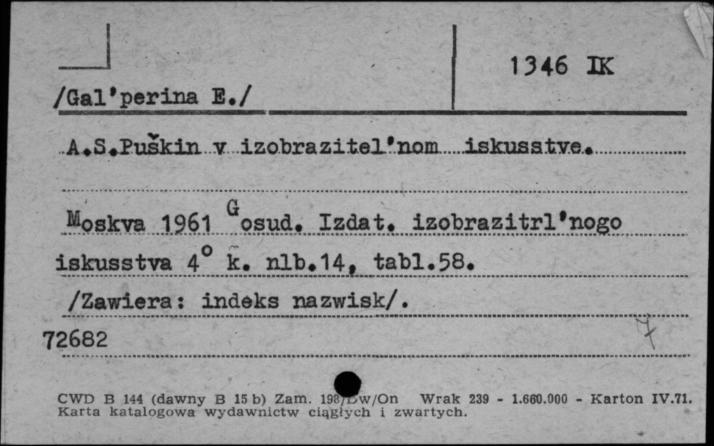 1346 IK
/Gal'perina E./
A.S.Puškin v izobrazitel'nom iskusstve.
Moskva 1961 Gosud. Izdat. izobrazitrl'nogo
iskusstva 4° k. nlb.14, tabl.58.
/Zawiera: indeks nazwisk/.
72682
7
CWD B 144 (dawny B 15 b) Zam. Dw/On Wrak 239 - 1.660.000 - Karton IV.71.
Karta katalogowa wydawnictw ciągłych i zwartych.